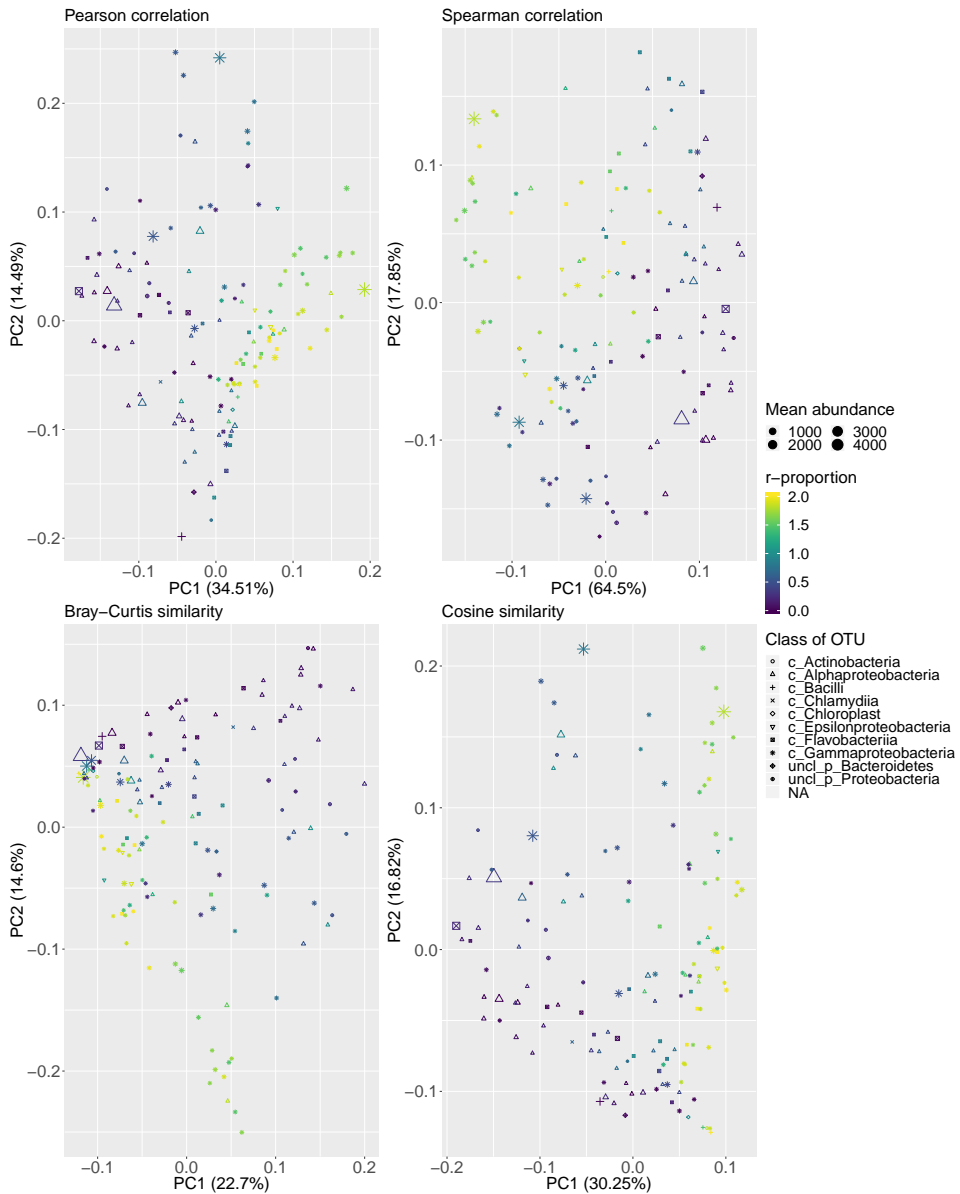 Pearson correlation
0.2
0.1
0.0
−0.1
−0.2
PC2 (14.49%)
−0.1 0.0 0.1 0.2
PC1 (34.51%)
Spearman correlation
0.1
0.0
−0.1
PC2 (17.85%)
−0.1 0.0 0.1
PC1 (64.5%)
Bray−Curtis similarity
0.1
0.0
−0.1
−0.2
PC2 (14.6%)
−0.1 0.0 0.1 0.2
PC1 (22.7%)
Cosine similarity
0.2
0.1
0.0
−0.1
PC2 (16.82%)
−0.2 −0.1 0.0 0.1
PC1 (30.25%)
Mean abundance
1000 3000
2000 4000
r−proportion
2.0
1.5
1.0
0.5
0.0
Class of OTU
c_Actinobacteria
c_Alphaproteobacteria
c_Bacilli
c_Chlamydiia
c_Chloroplast
c_Epsilonproteobacteria
c_Flavobacteriia
c_Gammaproteobacteria
uncl_p_Bacteroidetes
uncl_p_Proteobacteria
NA